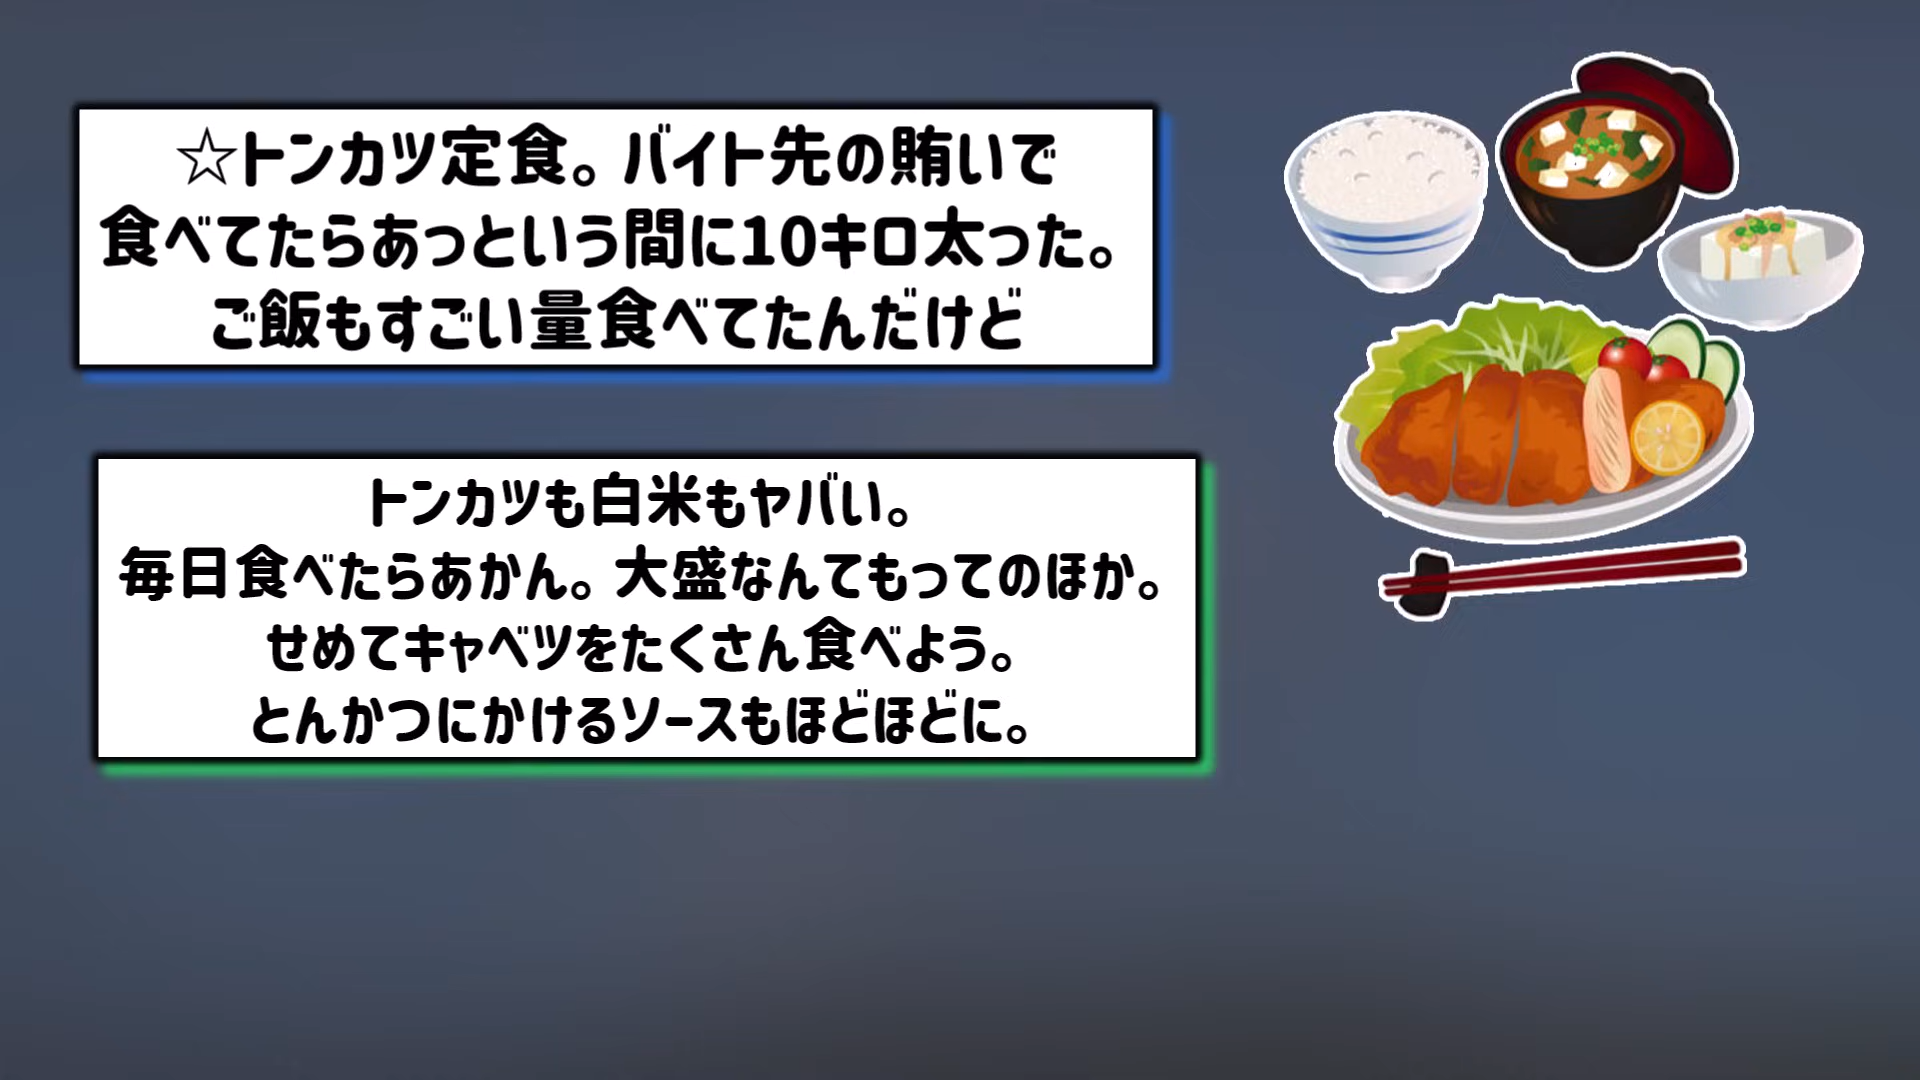 ☆トンカツ定食。バイト先の賄いで
食べてたらあっという間に10キロ太った。
ご飯もすごい量食べてたんだけど
トンカツも白米もヤバい。
毎日食べたらあかん。大盛なんてもってのほか。
せめてキャベツをたくさん食べよう。
とんかつにかけるソースもほどほどに。